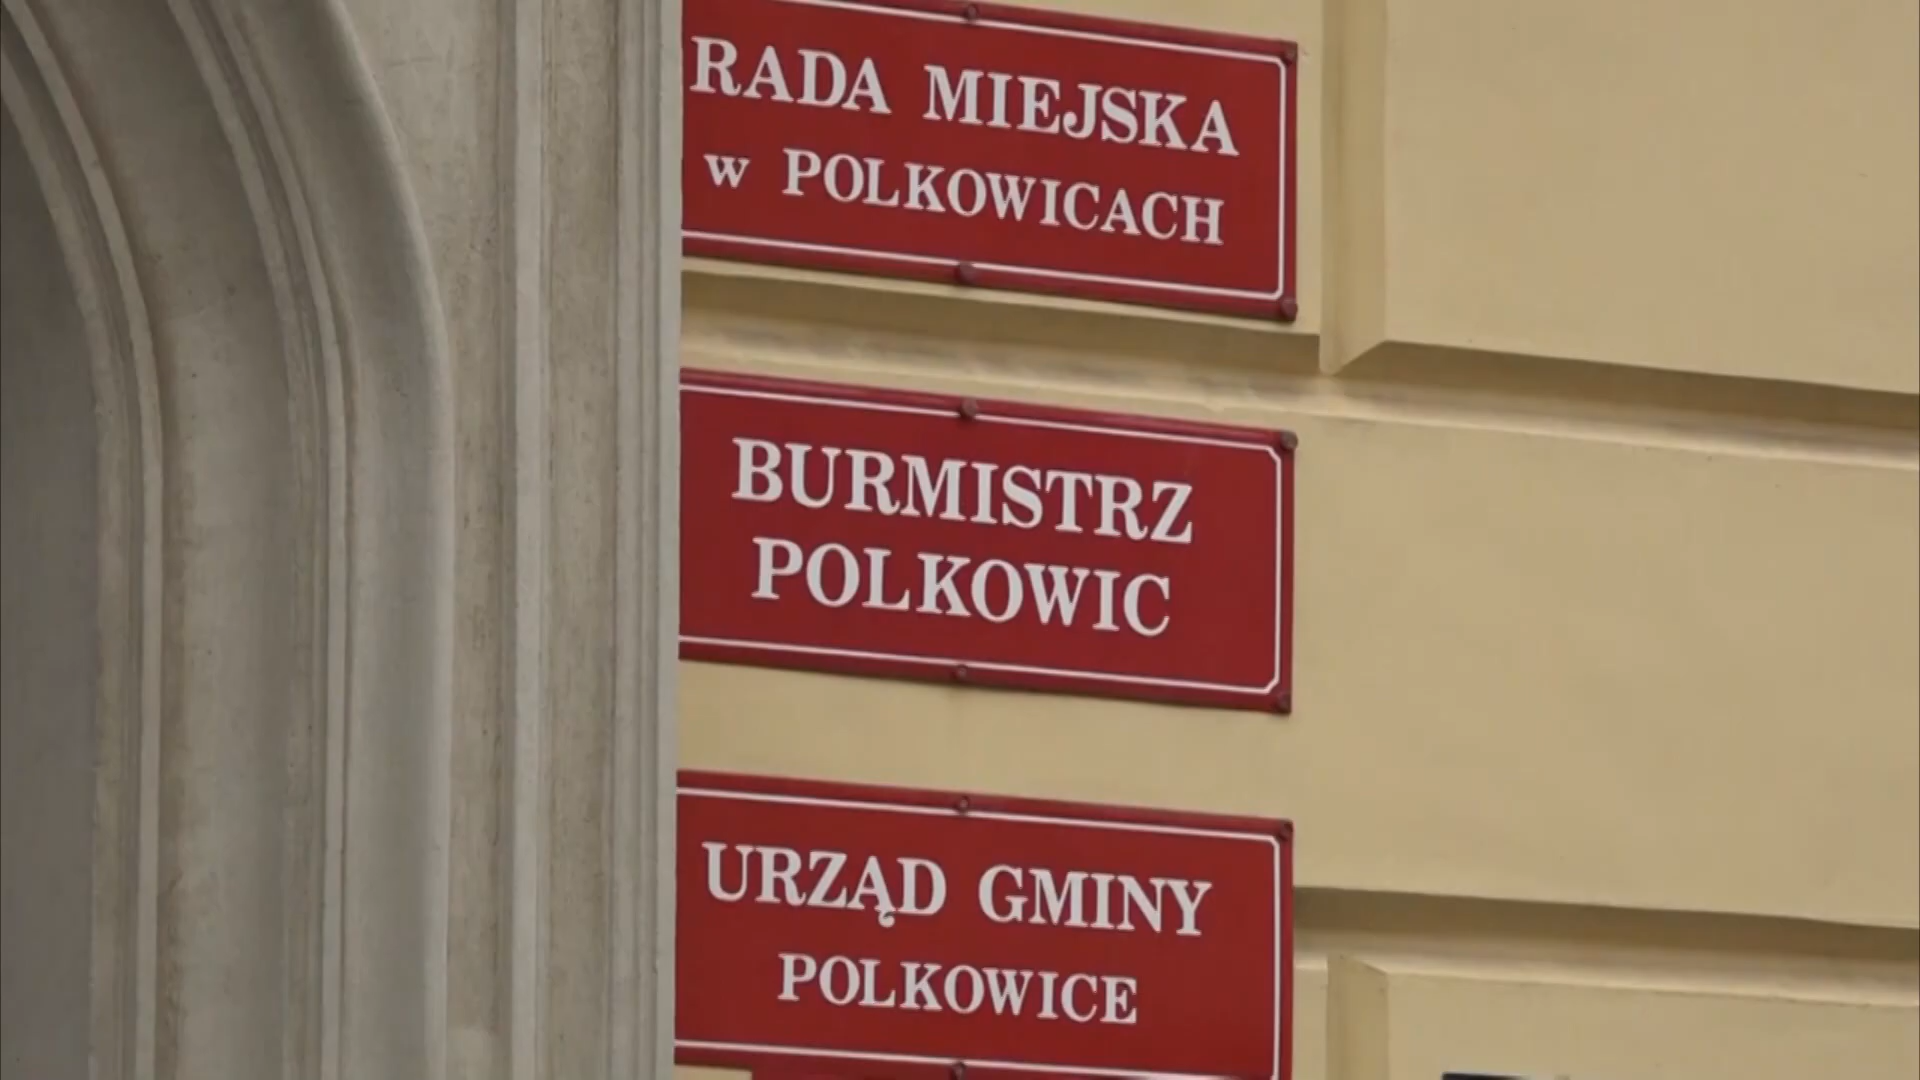 RADA MIEJSKA
w POLKOWICACH
BURMISTRZ
POLKOWIC
URZĄD GMINY
POLKOWICE